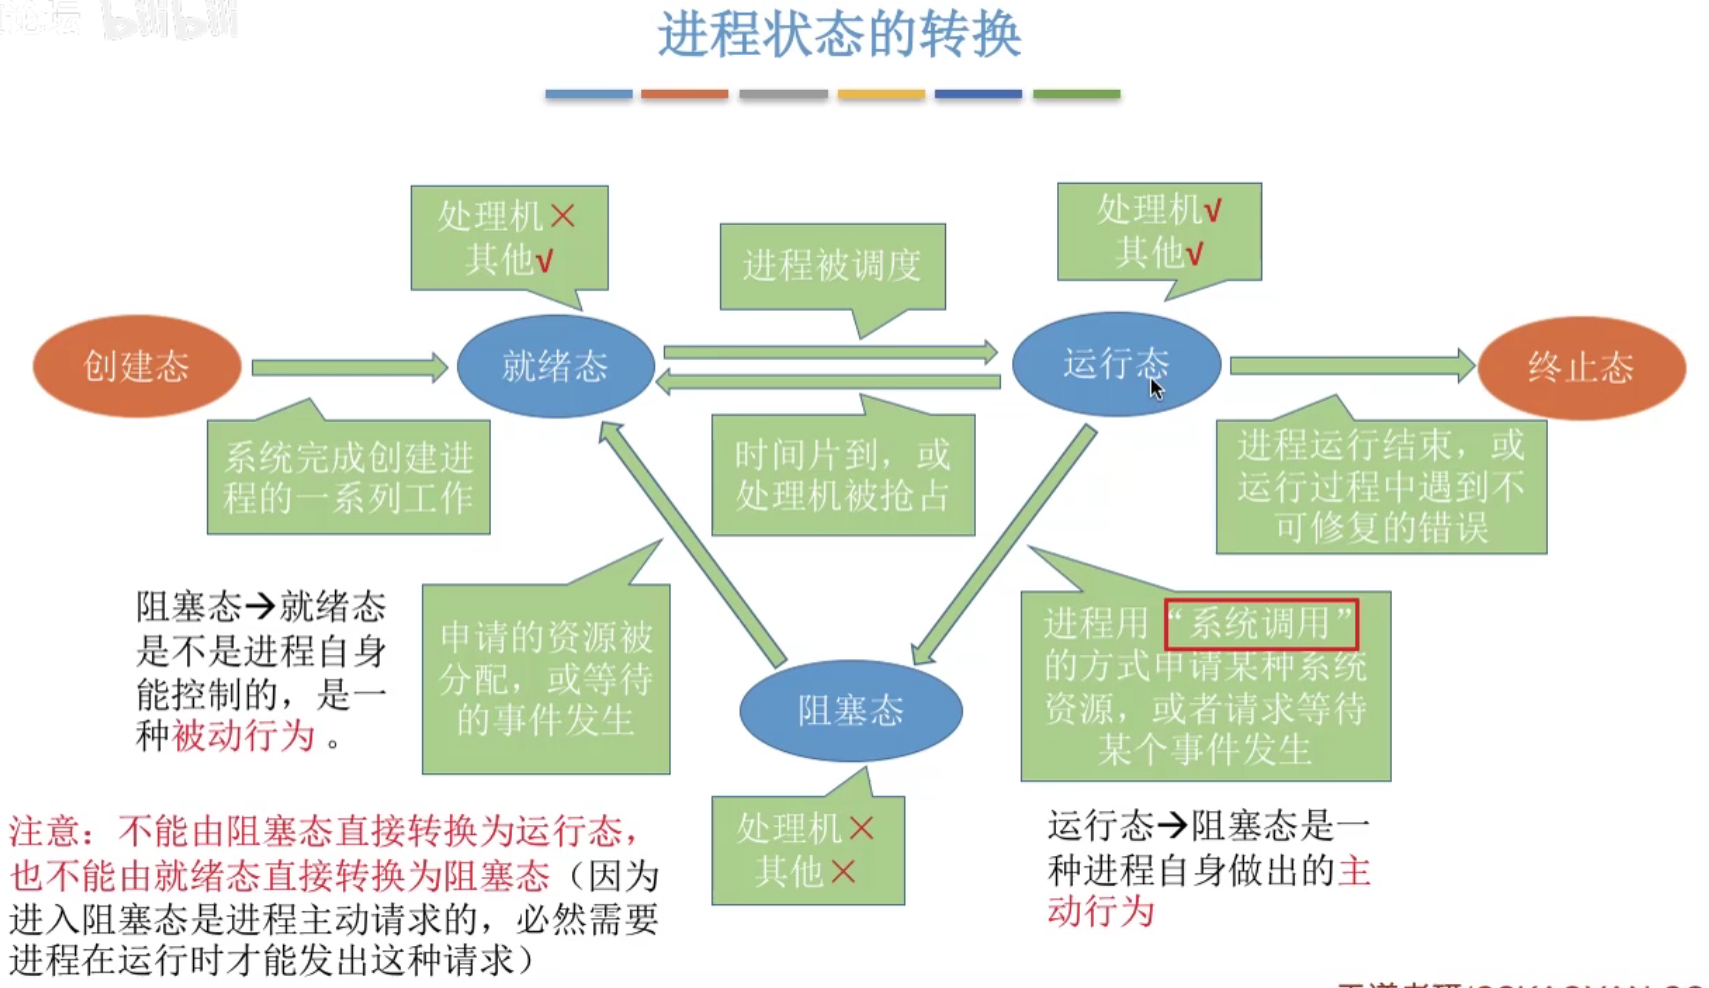 bilibili
进程状态的转换
处理机×
其他√
进程被调度
处理机√
其他√
创建态
就绪态
运行态
终止态
系统完成创建进
程的一系列工作
时间片到，或
处理机被抢占
进程运行结束，或
运行过程中遇到不
可修复的错误
阻塞态→就绪态
是不是进程自身
能控制的，是一
种被动行为 。
申请的资源被
分配，或等待
的事件发生
进程用“系统调用”
的方式申请某种系统
资源，或者请求等待
某个事件发生
阻塞态
处理机×
其他×
运行态→阻塞态是一
种进程自身做出的主
动行为
注意：不能由阻塞态直接转换为运行态，
也不能由就绪态直接转换为阻塞态（因为
进入阻塞态是进程主动请求的，必然需要
进程在运行时才能发出这种请求）